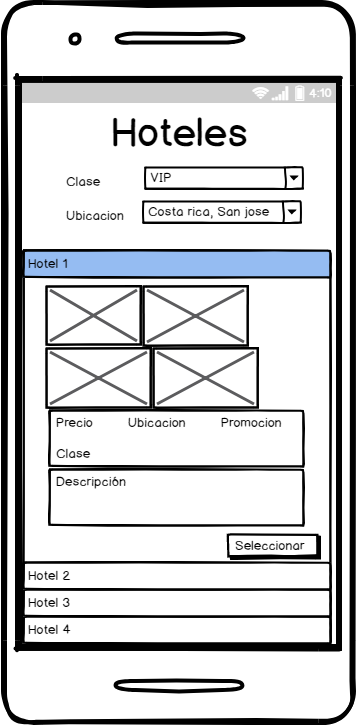 4:10
Hoteles
Clase VIP
Ubicacion Costa rica, San jose
Hotel 1
Precio Ubicacion Promocion
Clase
Descripción
Seleccionar
Hotel 2
Hotel 3
Hotel 4